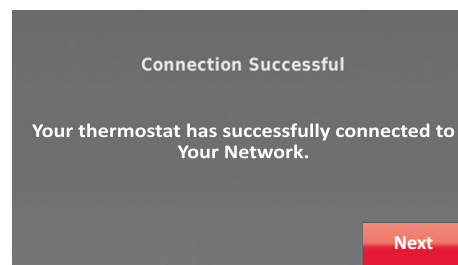 Connection Successful
Your thermostat has successfully connected to
Your Network.
Next